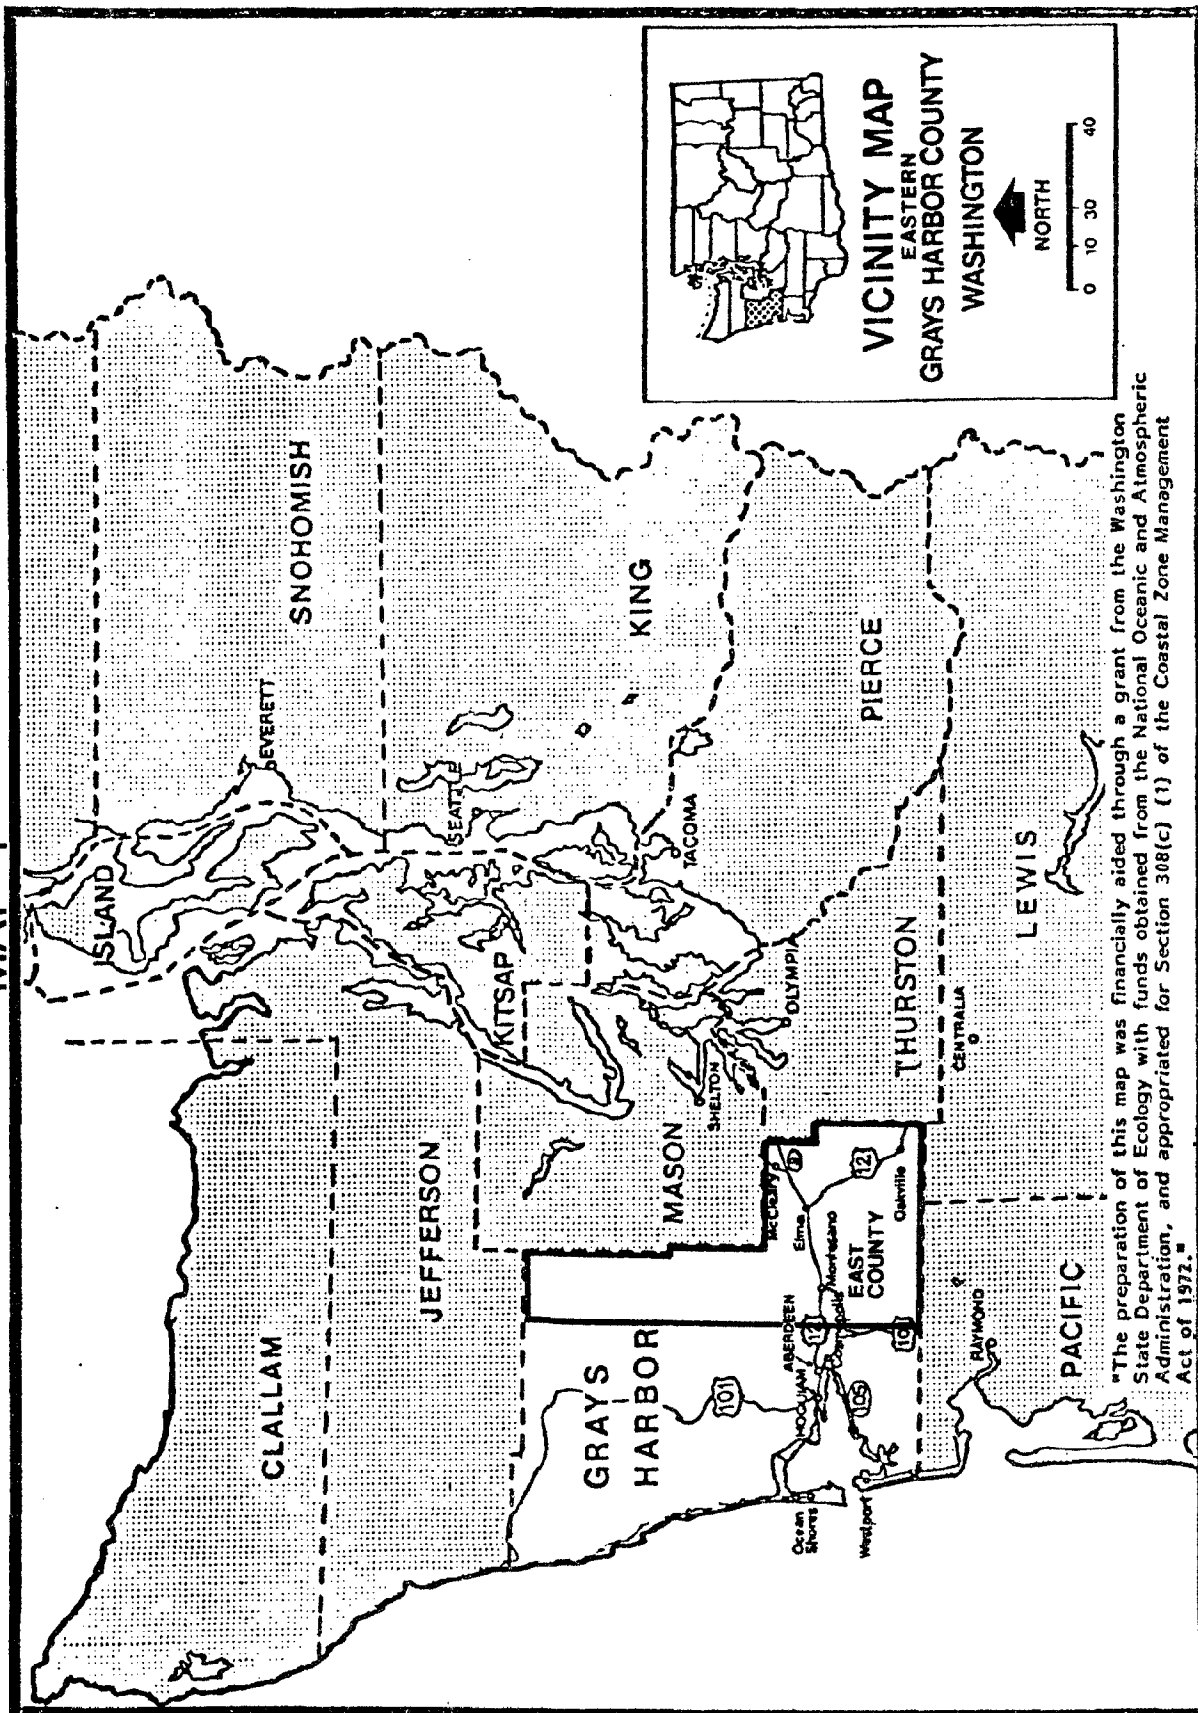 ISLAND
SNOHOMISH
EVERETT
CLALLAM
JEFFERSON
KITSAP
SEATTLE
KING
MASON
SHELTON
TACOMA
PIERCE
OLYMPIA
THURSTON
GRAYS
HARBOR
101
HOQUIAM
ABERDEEN
12
Cosmopolis
Montesano
Elma
McCleary
8
12
Oakville
EAST
COUNTY
105
101
Ocean
Shores
Westport
CENTRALIA
LEWIS
RAYMOND
PACIFIC
VICINITY MAP
EASTERN
GRAYS HARBOR COUNTY
WASHINGTON
NORTH
0 10 30 40
"The preparation of this map was financially aided through a grant from the Washington
State Department of Ecology with funds obtained from the National Oceanic and Atmospheric
Administration, and appropriated for Section 308(c) (1) of the Coastal Zone Management
Act of 1972."